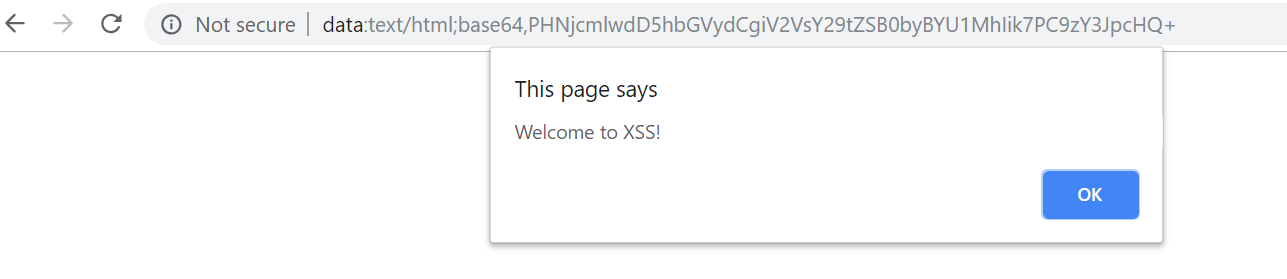 Not secure | data:text/html;base64,PHNjcmlwdD5hbGVydCgiV2VsY29tZSB0byBYU1MhIik7PC9zY3JpcHQ+
This page says
Welcome to XSS!
OK